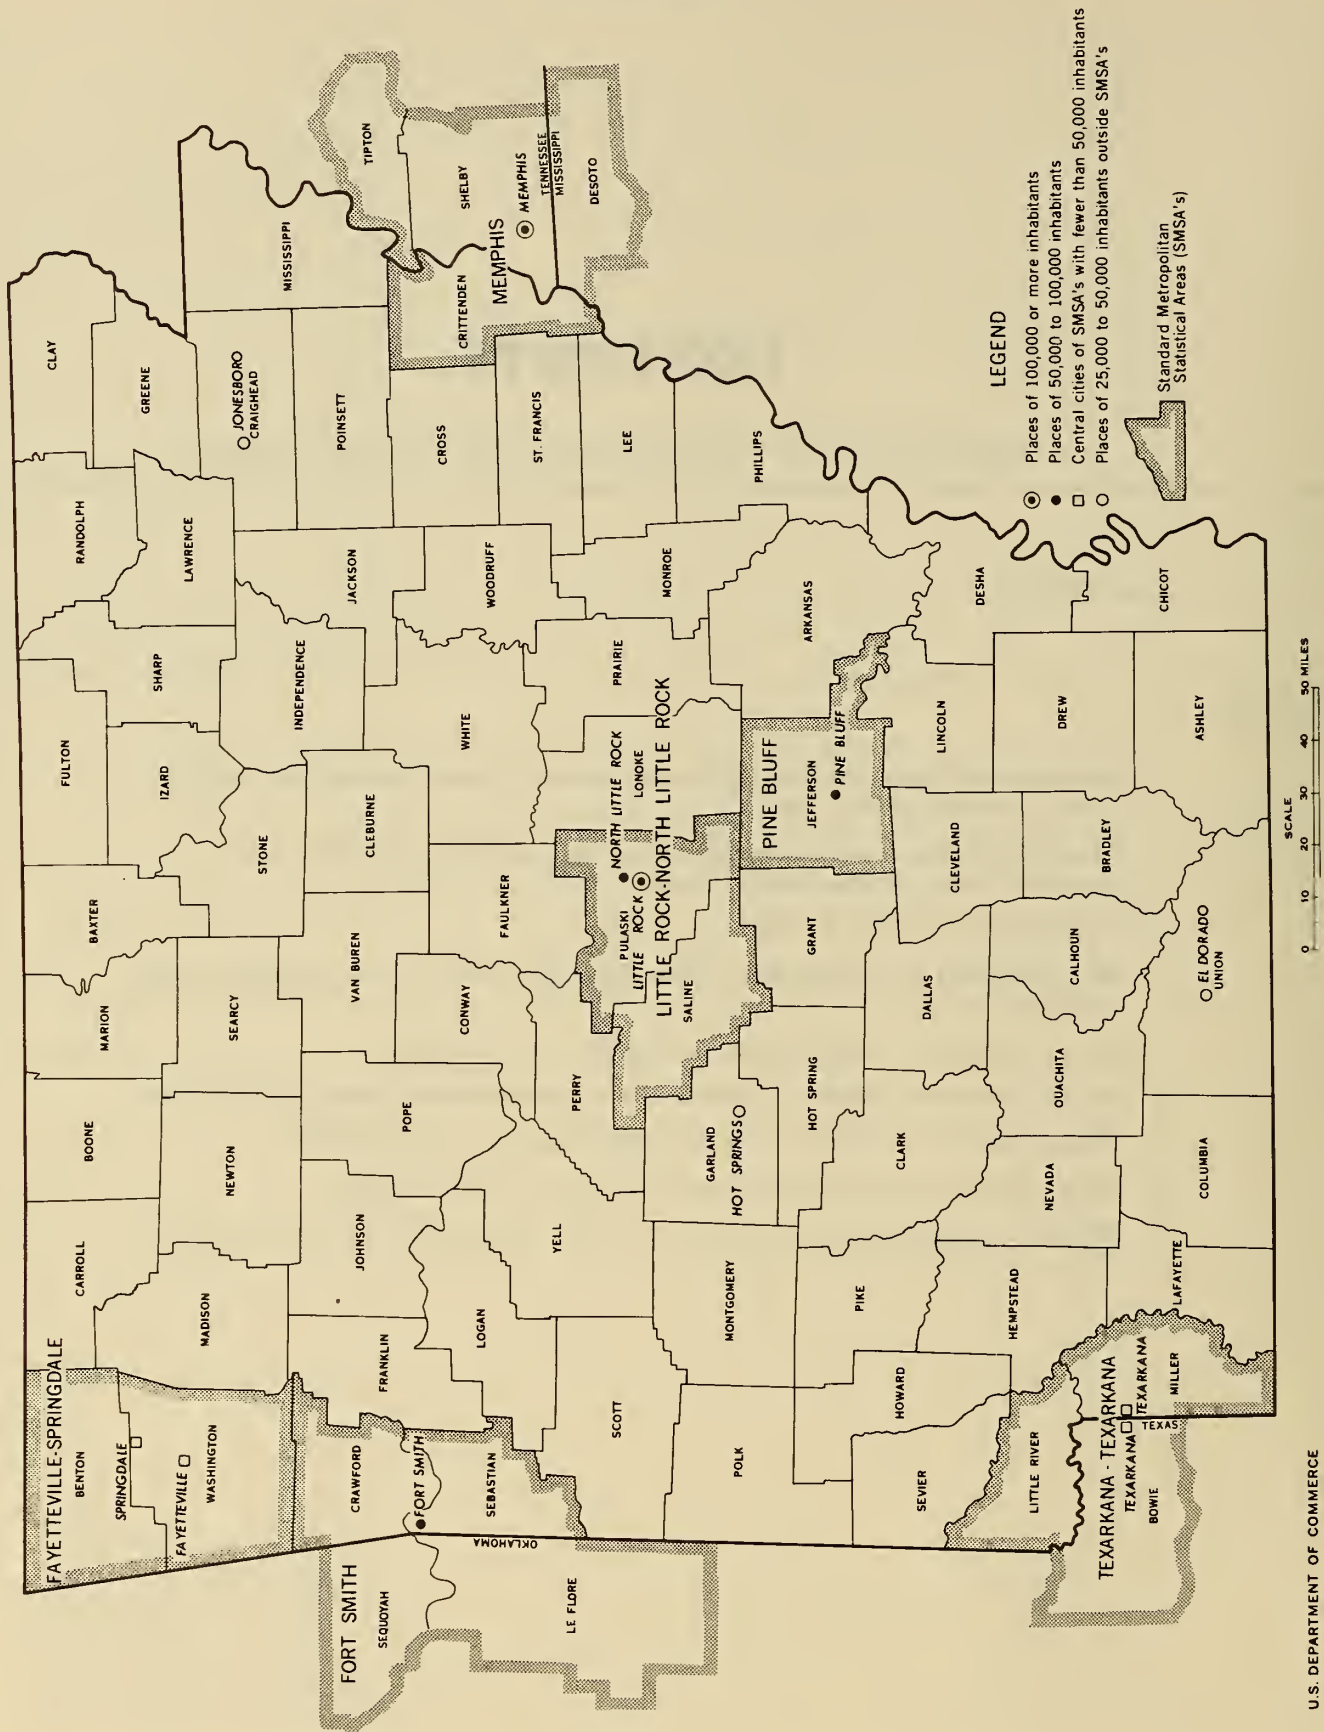 FAYETTEVILLE-SPRINGDALE
BENTON
CARROLL
BOONE
MARION
BAXTER
FULTON
RANDOLPH
CLAY
SPRINGDALE
FAYETTEVILLE
WASHINGTON
MADISON
NEWTON
SEARCY
IZARD
SHARP
LAWRENCE
GREENE
STONE
INDEPENDENCE
JONESBORO
CRAIGHEAD
MISSISSIPPI
FORT SMITH
SEQUOYAH
CRAWFORD
FRANKLIN
JOHNSON
POPE
VAN BUREN
CLEBURNE
JACKSON
POINSETT
TIPTON
FORT SMITH
OKLAHOMA
SEBASTIAN
LOGAN
CONWAY
FAULKNER
WHITE
WOODRUFF
CROSS
CRITTENDEN
SHELBY
MEMPHIS
MEMPHIS
TENNESSEE
MISSISSIPPI
DESOTO
LE FLORE
SCOTT
YELL
PERRY
PULASKI
NORTH LITTLE ROCK
LITTLE ROCK
LONOKE
LITTLE ROCK-NORTH LITTLE ROCK
PRAIRIE
MONROE
ST. FRANCIS
LEE
PHILLIPS
POLK
MONTGOMERY
GARLAND
HOT SPRINGS
SALINE
PINE BLUFF
JEFFERSON
PINE BLUFF
ARKANSAS
HOT SPRING
GRANT
SEVIER
HOWARD
PIKE
CLARK
DALLAS
CLEVELAND
LINCOLN
DESHA
LITTLE RIVER
HEMPSTEAD
NEVADA
OUACHITA
CALHOUN
BRADLEY
DREW
CHICOT
TEXARKANA - TEXARKANA
TEXARKANA
TEXARKANA
BOWIE
TEXAS
MILLER
LAFAYETTE
COLUMBIA
EL DORADO
UNION
ASHLEY
LEGEND
Places of 100,000 or more inhabitants
Places of 50,000 to 100,000 inhabitants
Central cities of SMSA's with fewer than 50,000 inhabitants
Places of 25,000 to 50,000 inhabitants outside SMSA's
Standard Metropolitan
Statistical Areas (SMSA's)
SCALE
0 10 20 30 40 50 MILES
U.S. DEPARTMENT OF COMMERCE